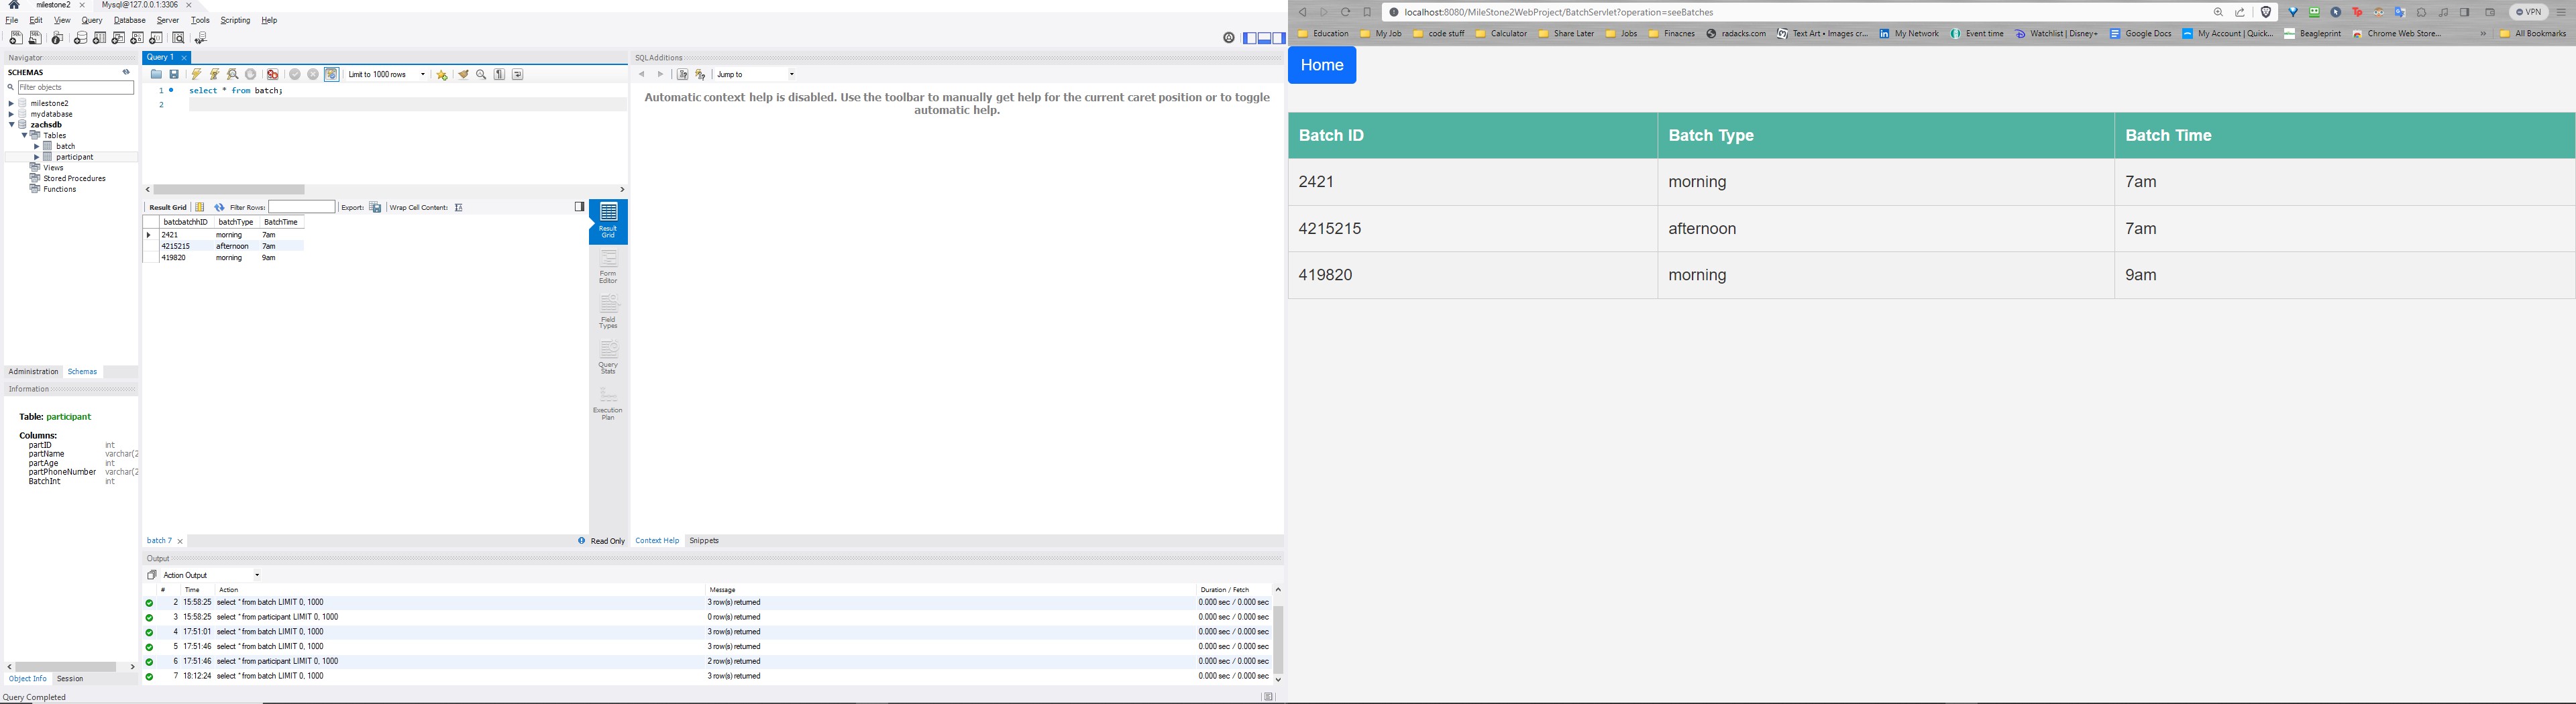 milestone2 Mysql@127.0.0.1:3306
File Edit View Query Database Server Tools Scripting Help
Navigator
SCHEMAS
Filter objects
milestone2
mydatabase
zachsdb
Tables
batch
participant
Views
Stored Procedures
Functions
Administration Schemas
Information
Table: participant
Columns:
partID int
partName varchar(2
partAge int
partPhoneNumber varchar(2
BatchInt int
Object Info Session
Query Completed
Query 1
Limit to 1000 rows
1 select * from batch;
2
Result Grid Filter Rows: Export: Wrap Cell Content:
batcbatchhID batchType BatchTime
2421 morning 7am
4215215 afternoon 7am
419820 morning 9am
Result Grid
Form Editor
Field Types
Query Stats
Execution Plan
batch 7 Read Only
SQLAdditions
Jump to
Automatic context help is disabled. Use the toolbar to manually get help for the current caret position or to toggle
automatic help.
Context Help Snippets
Output
Action Output
# Time Action Message Duration / Fetch
2 15:58:25 select * from batch LIMIT 0, 1000 3 row(s) returned 0.000 sec / 0.000 sec
3 15:58:25 select * from participant LIMIT 0, 1000 0 row(s) returned 0.000 sec / 0.000 sec
4 17:51:01 select * from batch LIMIT 0, 1000 3 row(s) returned 0.000 sec / 0.000 sec
5 17:51:46 select * from batch LIMIT 0, 1000 3 row(s) returned 0.000 sec / 0.000 sec
6 17:51:46 select * from participant LIMIT 0, 1000 2 row(s) returned 0.000 sec / 0.000 sec
7 18:12:24 select * from batch LIMIT 0, 1000 3 row(s) returned 0.000 sec / 0.000 sec
localhost:8080/MileStone2WebProject/BatchServlet?operation=seeBatches VPN
Education My Job code stuff Calculator Share Later Jobs Finacnes radacks.com Text Art • Images cr... My Network Event time Watchlist | Disney+ Google Docs My Account | Quick... Beagleprint Chrome Web Store... » All Bookmarks
Home
Batch ID Batch Type Batch Time
2421 morning 7am
4215215 afternoon 7am
419820 morning 9am